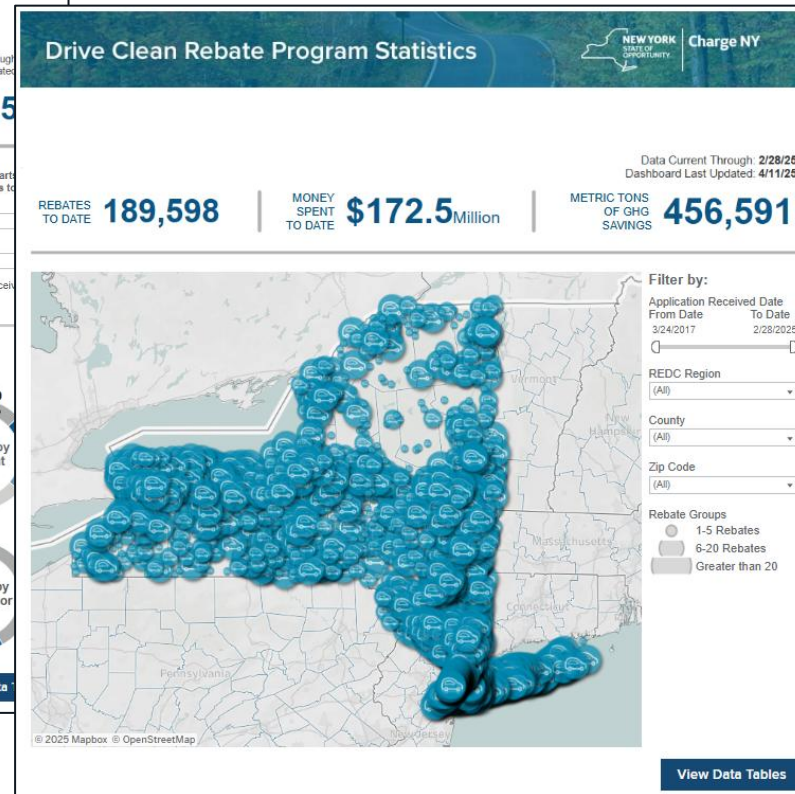 Drive Clean Rebate Program Statistics
NEW YORK
STATE OF
OPPORTUNITY.
Charge NY
Data Current Through: 2/28/25
Dashboard Last Updated: 4/11/25
REBATES
TO DATE
189,598
MONEY
SPENT
TO DATE
$172.5Million
METRIC TONS
OF GHG
SAVINGS
456,591
Filter by:
Application Received Date
From Date To Date
3/24/2017 2/28/2025
REDC Region
(All)
County
(All)
Zip Code
(All)
Rebate Groups
1-5 Rebates
6-20 Rebates
Greater than 20
Vermont
New
Massachusetts
Connecticut
Pennsylvania
New Jersey
© 2025 Mapbox © OpenStreetMap
View Data Tables